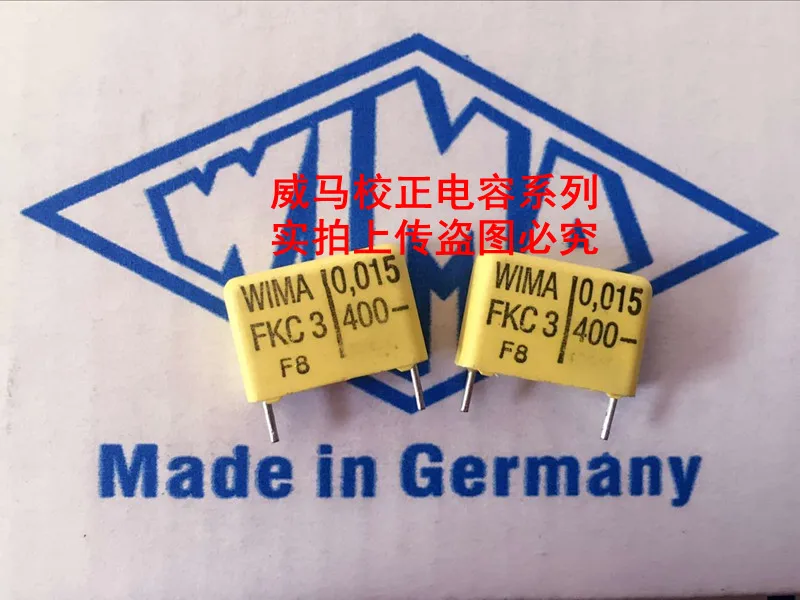 WIMA
威马校正电容系列
实拍上传盗图必究
WIMA 0,015
FKC 3 400–
F8
WIMA 0,015
FKC 3 400–
F8
Made in Germany